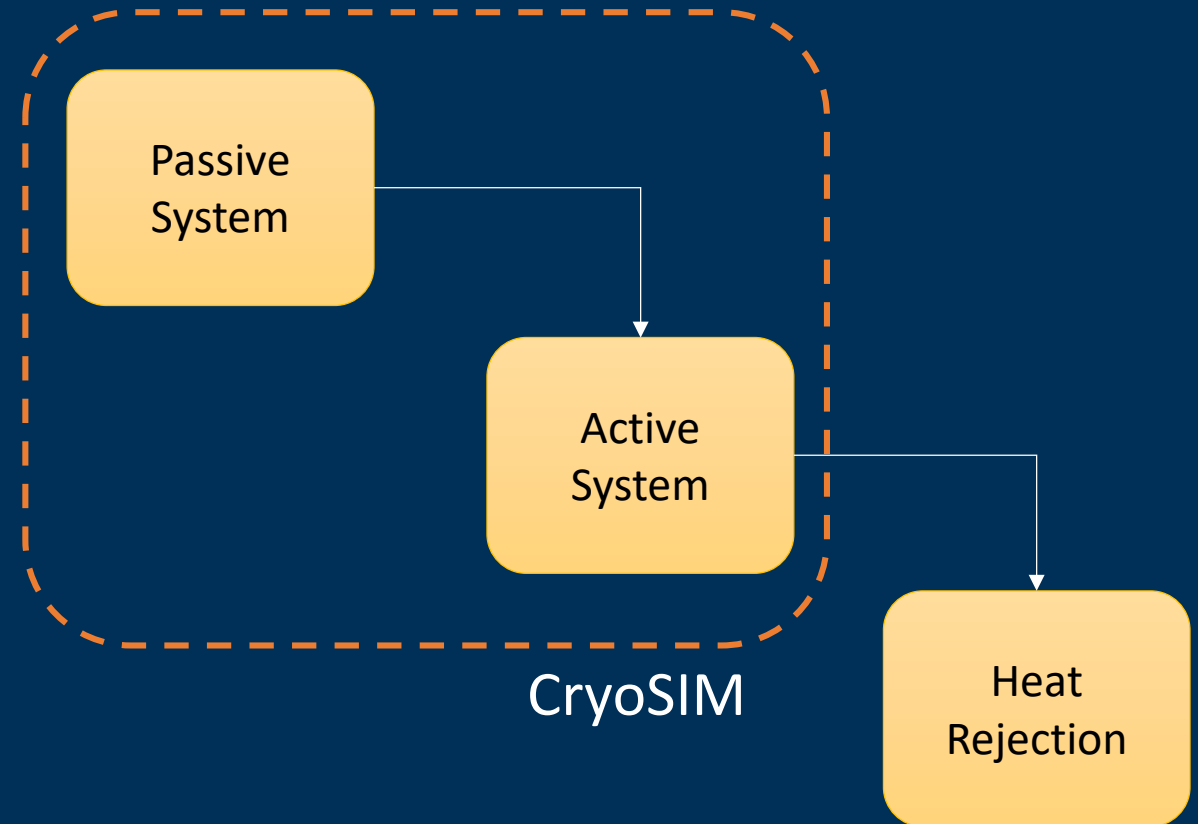 Passive
System
Active
System
CryoSIM
Heat
Rejection